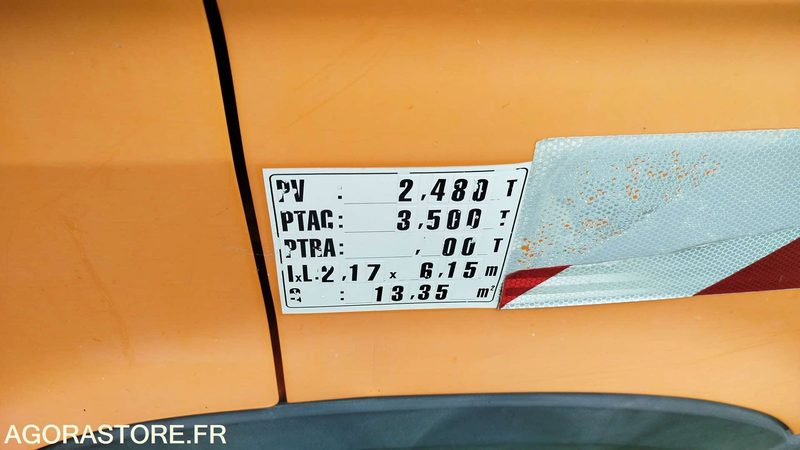 PV : 2,480 T
PTAC: 3,500 T
PTRA: , 00 T
LxL:2,17 x 6,15 m
S : 13,35 m²
AGORASTORE.FR